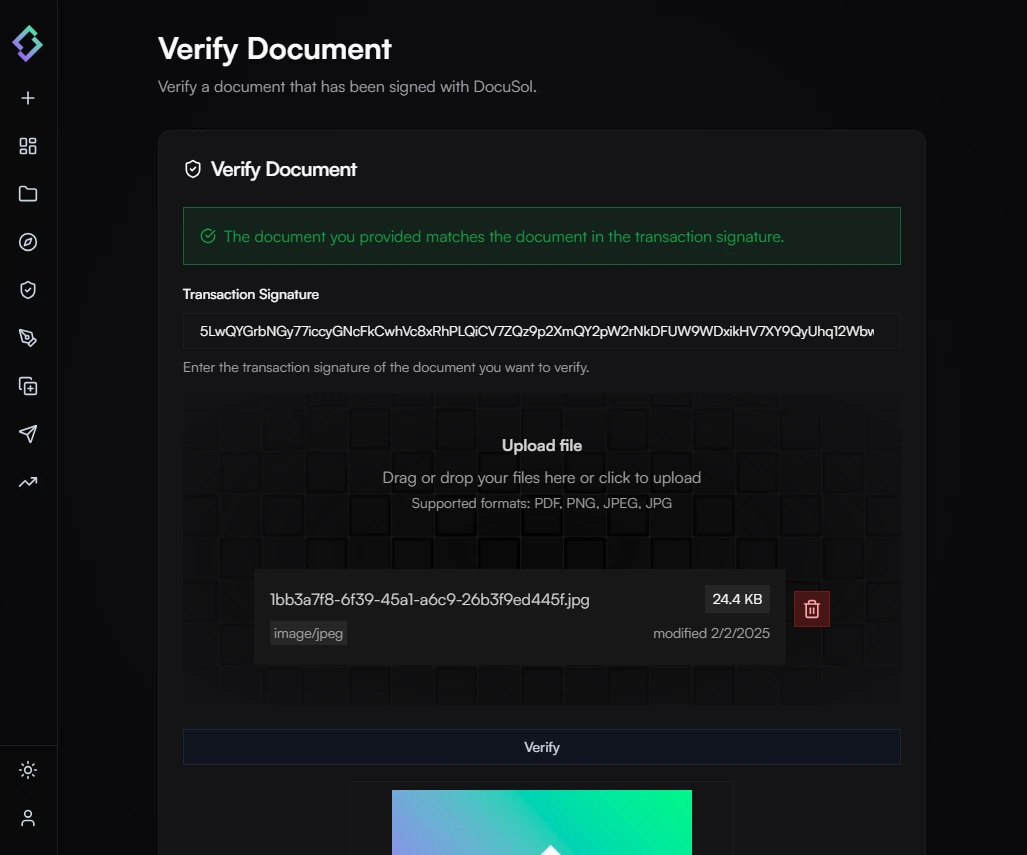 Verify Document
Verify a document that has been signed with DocuSol.
Verify Document
The document you provided matches the document in the transaction signature.
Transaction Signature
5LwQYGrbNGy77iccyGNcFkCwhVc8xRhPLQiCV7ZQz9p2XmQY2pW2rNkDFUW9WDxikHV7XY9QyUhq12Wbw
Enter the transaction signature of the document you want to verify.
Upload file
Drag or drop your files here or click to upload
Supported formats: PDF, PNG, JPEG, JPG
1bb3a7f8-6f39-45a1-a6c9-26b3f9ed445f.jpg
24.4 KB
image/jpeg
modified 2/2/2025
Verify